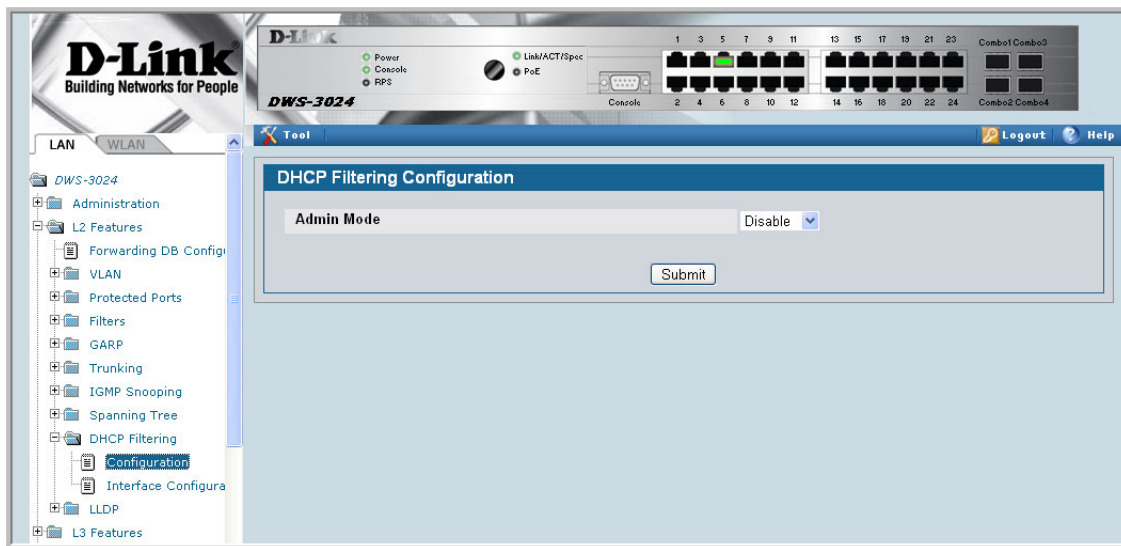 D-Link
Building Networks for People
D-Link
Power
Console
RPS
Link/ACT/Spec
PoE
Console
DWS-3024
1 3 5 7 9 11 13 15 17 19 21 23 Combo1 Combo3
2 4 6 8 10 12 14 16 18 20 22 24 Combo2 Combo4
LAN
WLAN
Tool
Logout
Help
DWS-3024
Administration
L2 Features
Forwarding DB Configu
VLAN
Protected Ports
Filters
GARP
Trunking
IGMP Snooping
Spanning Tree
DHCP Filtering
Configuration
Interface Configura
LLDP
L3 Features
DHCP Filtering Configuration
Admin Mode
Disable
Submit